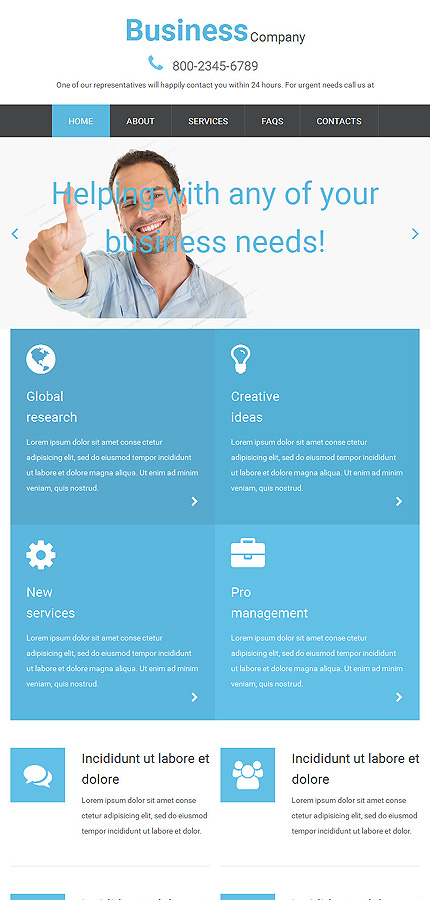 Business Company
800-2345-6789
One of our representatives will happily contact you within 24 hours. For urgent needs call us at
HOME ABOUT SERVICES FAQS CONTACTS
Helping with any of your
business needs!
Global
research
Lorem ipsum dolor sit amet conse ctetur
adipisicing elit, sed do eiusmod tempor incididunt
ut labore et dolore magna aliqua. Ut enim ad minim
veniam, quis nostrud.
Creative
ideas
Lorem ipsum dolor sit amet conse ctetur
adipisicing elit, sed do eiusmod tempor incididunt
ut labore et dolore magna aliqua. Ut enim ad minim
veniam, quis nostrud.
New
services
Lorem ipsum dolor sit amet conse ctetur
adipisicing elit, sed do eiusmod tempor incididunt
ut labore et dolore magna aliqua. Ut enim ad minim
veniam, quis nostrud.
Pro
management
Lorem ipsum dolor sit amet conse ctetur
adipisicing elit, sed do eiusmod tempor incididunt
ut labore et dolore magna aliqua. Ut enim ad minim
veniam, quis nostrud.
Incididunt ut labore et
dolore
Lorem ipsum dolor sit amet conse
ctetur adipisicing elit, sed do eiusmod
tempor incididunt ut labore et dolor.
Incididunt ut labore et
dolore
Lorem ipsum dolor sit amet conse
ctetur adipisicing elit, sed do eiusmod
tempor incididunt ut labore et dolor.